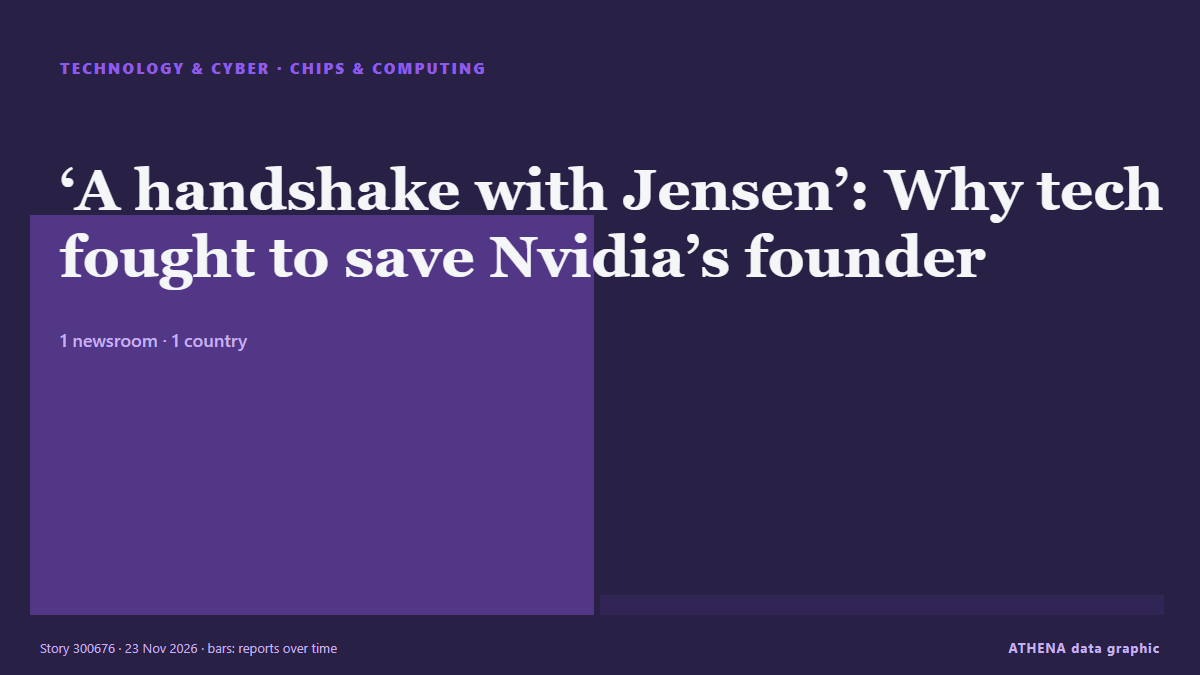 TECHNOLOGY & CYBER · CHIPS & COMPUTING
‘A handshake with Jensen’: Why tech
fought to save Nvidia’s founder
1 newsroom · 1 country
Story 300676 · 23 Nov 2026 · bars: reports over time
ATHENA data graphic